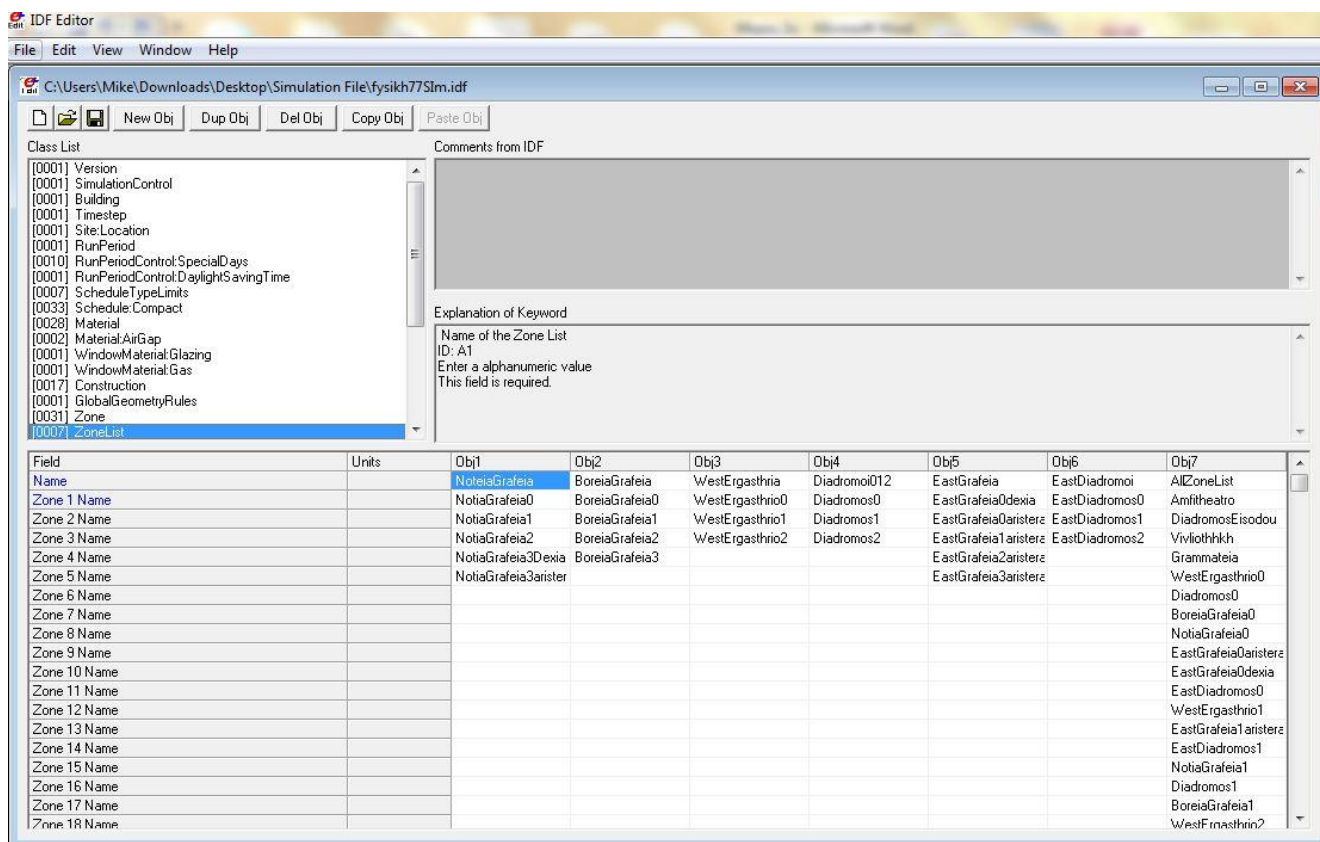 IDF Editor
File Edit View Window Help
C:\Users\Mike\Downloads\Desktop\Simulation File\fysikh77SIm.idf
New Obj Dup Obj Del Obj Copy Obj Paste Obj
Class List Comments from IDF
[0001] Version
[0001] SimulationControl
[0001] Building
[0001] Timestep
[0001] Site:Location
[0001] RunPeriod
[0010] RunPeriodControl:SpecialDays
[0001] RunPeriodControl:DaylightSavingTime
[0007] ScheduleTypeLimits
[0033] Schedule:Compact
[0028] Material
[0002] Material:AirGap
[0001] WindowMaterial:Glazing
[0001] WindowMaterial:Gas
[0017] Construction
[0001] GlobalGeometryRules
[0031] Zone
[0007] ZoneList
Explanation of Keyword
Name of the Zone List
ID: A1
Enter a alphanumeric value
This field is required.
Field Units Obj1 Obj2 Obj3 Obj4 Obj5 Obj6 Obj7
Name NoteiaGrafeia BoreiaGrafeia WestErgasthria Diadromoi012 EastGrafeia EastDiadromoi AllZoneList
Zone 1 Name NotiaGrafeia0 BoreiaGrafeia0 WestErgasthrio0 Diadromos0 EastGrafeia0dexia EastDiadromos0 Amfitheatro
Zone 2 Name NotiaGrafeia1 BoreiaGrafeia1 WestErgasthrio1 Diadromos1 EastGrafeia0aristera EastDiadromos1 DiadromosEisodou
Zone 3 Name NotiaGrafeia2 BoreiaGrafeia2 WestErgasthrio2 Diadromos2 EastGrafeia1aristera EastDiadromos2 Vivliothhkh
Zone 4 Name NotiaGrafeia3Dexia BoreiaGrafeia3 EastGrafeia2aristera Grammateia
Zone 5 Name NotiaGrafeia3arister EastGrafeia3aristera WestErgasthrio0
Zone 6 Name Diadromos0
Zone 7 Name BoreiaGrafeia0
Zone 8 Name NotiaGrafeia0
Zone 9 Name EastGrafeia0aristera
Zone 10 Name EastGrafeia0dexia
Zone 11 Name EastDiadromos0
Zone 12 Name WestErgasthrio1
Zone 13 Name EastGrafeia1aristera
Zone 14 Name EastDiadromos1
Zone 15 Name NotiaGrafeia1
Zone 16 Name Diadromos1
Zone 17 Name BoreiaGrafeia1
Zone 18 Name WestErgasthrio2